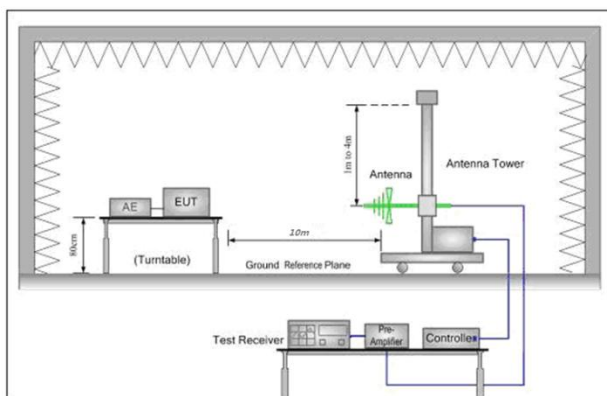 1m to 4m
Antenna
Antenna Tower
AE
EUT
80cm
(Turntable)
10m
Ground Reference Plane
Test Receiver
Pre-
Amplifier
Controller